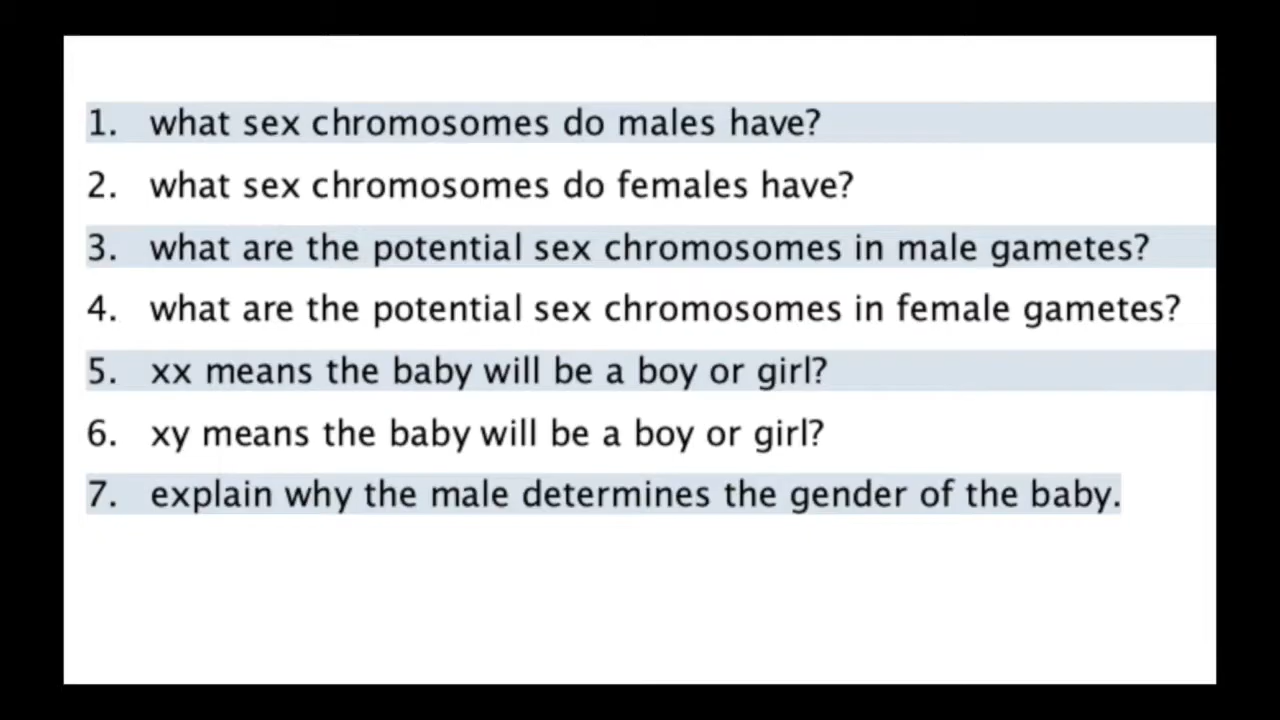 1. what sex chromosomes do males have?
2. what sex chromosomes do females have?
3. what are the potential sex chromosomes in male gametes?
4. what are the potential sex chromosomes in female gametes?
5. xx means the baby will be a boy or girl?
6. xy means the baby will be a boy or girl?
7. explain why the male determines the gender of the baby.